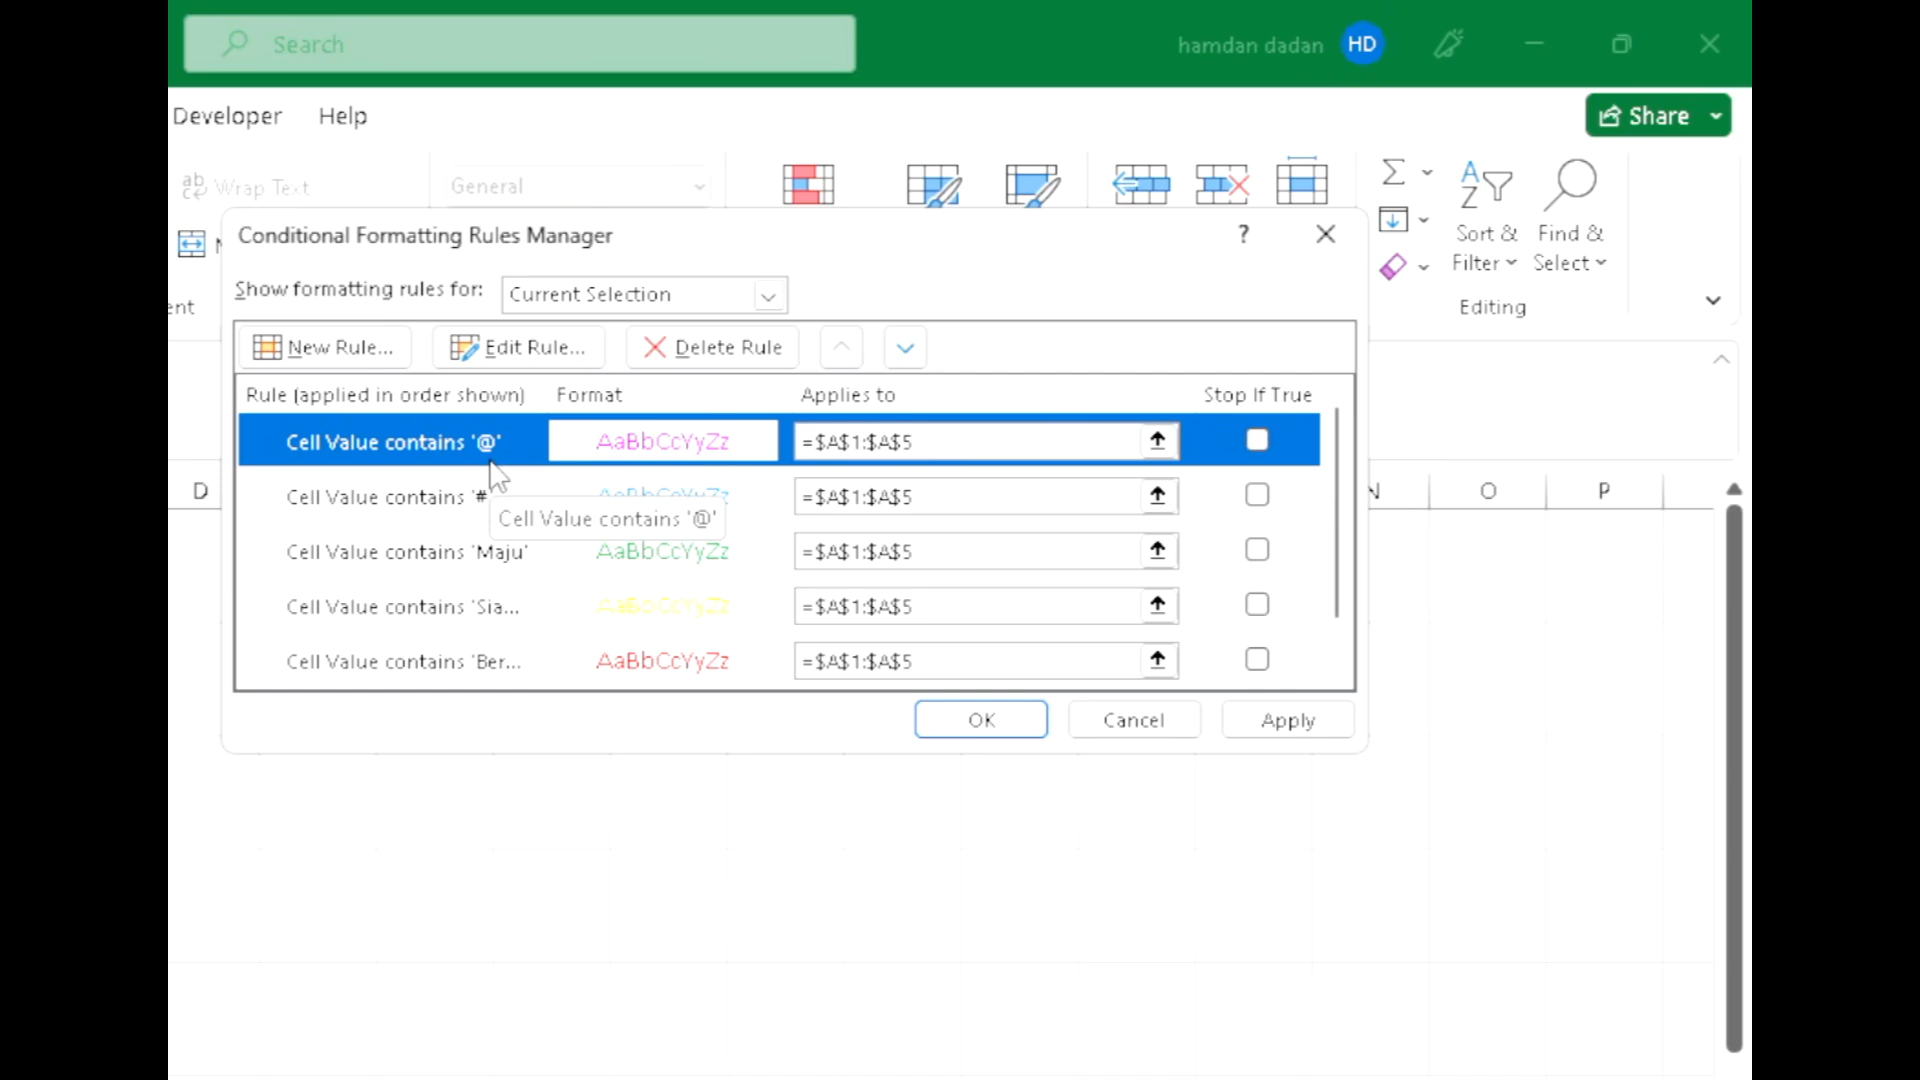 Search
hamdan dadan
HD
Developer
Help
Share
Wrap Text
General
Sort &
Filter
Find &
Select
Editing
ent
Conditional Formatting Rules Manager
?
Show formatting rules for:
Current Selection
New Rule...
Edit Rule...
Delete Rule
Rule (applied in order shown)
Format
Applies to
Stop If True
Cell Value contains '@'
AaBbCcYyZz
=$A$1:$A$5
Cell Value contains '#
AaBbCcYyZz
=$A$1:$A$5
Cell Value contains '@'
Cell Value contains 'Maju'
AaBbCcYyZz
=$A$1:$A$5
Cell Value contains 'Sia...
AaBbCcYyZz
=$A$1:$A$5
Cell Value contains 'Ber...
AaBbCcYyZz
=$A$1:$A$5
OK
Cancel
Apply
D
N
O
P